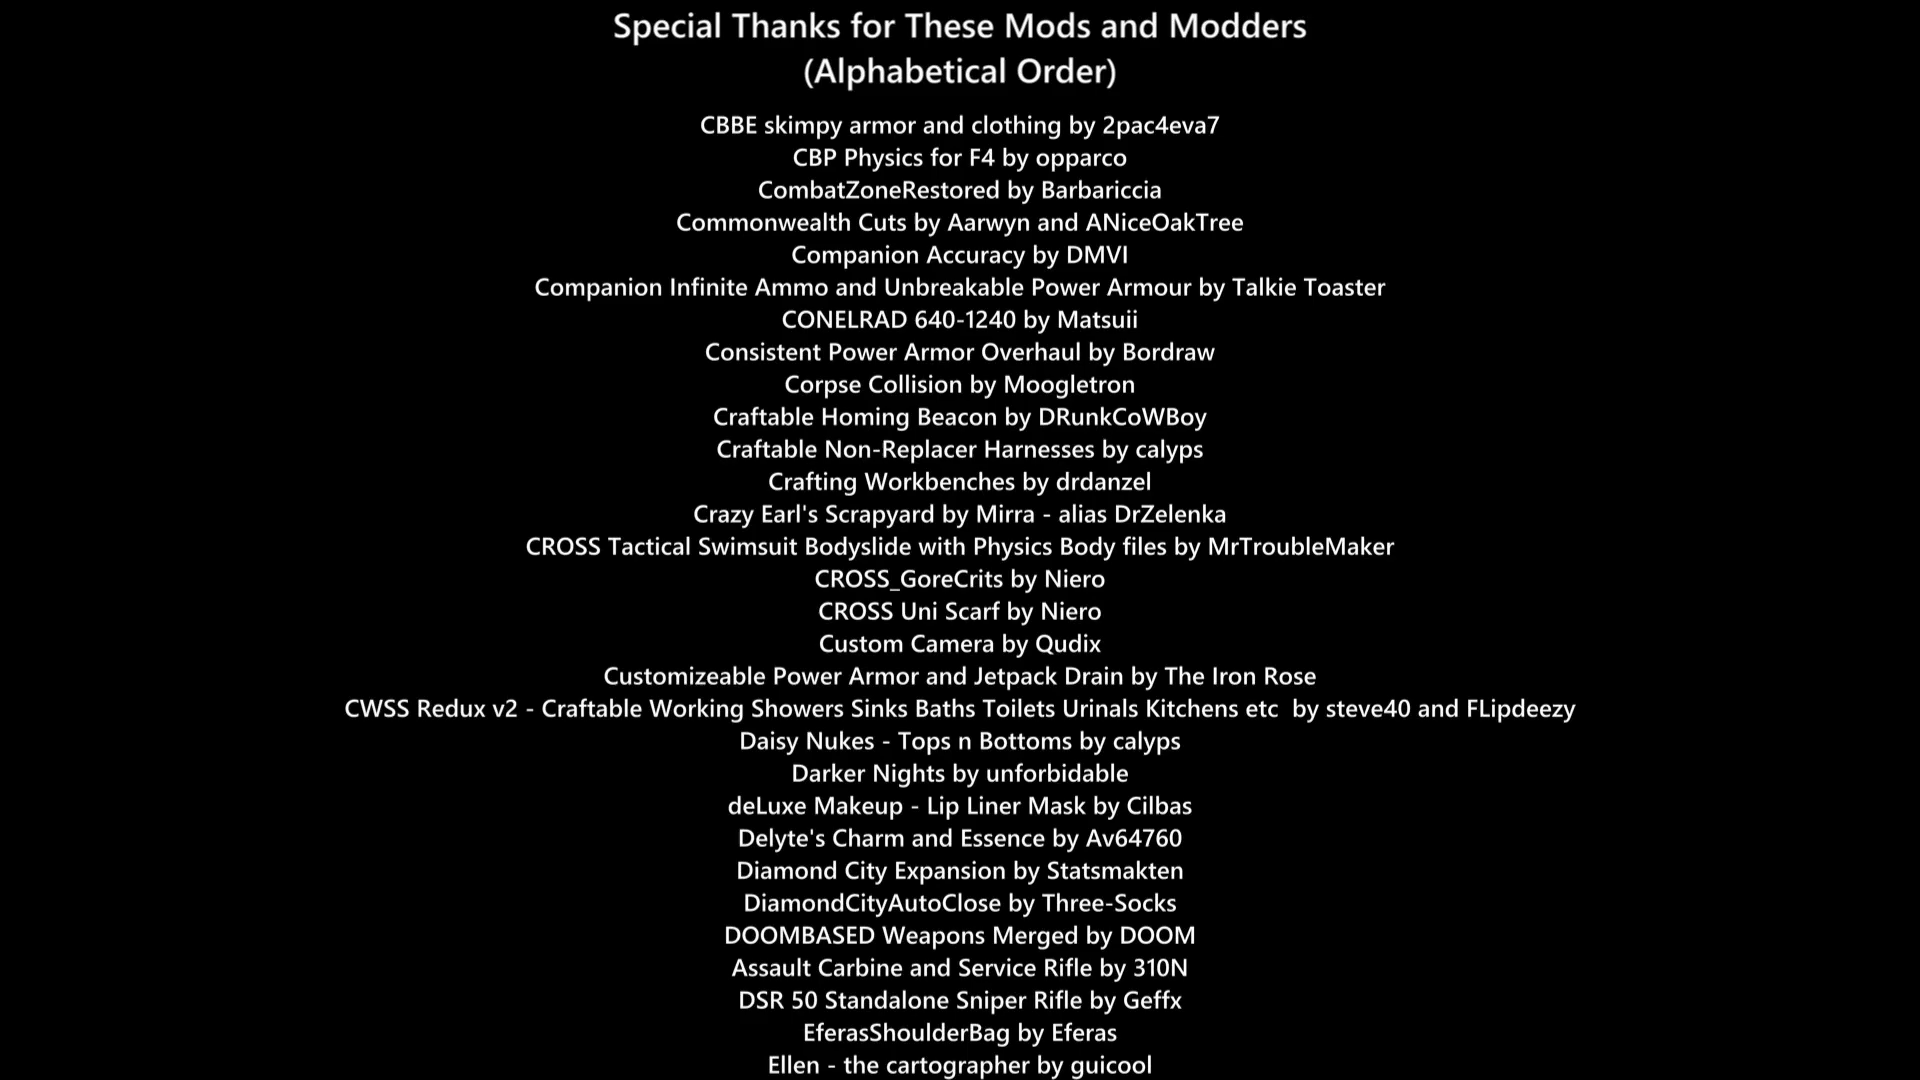 Special Thanks for These Mods and Modders
(Alphabetical Order)
CBBE skimpy armor and clothing by 2pac4eva7
CBP Physics for F4 by opparco
CombatZoneRestored by Barbariccia
Commonwealth Cuts by Aarwyn and ANiceOakTree
Companion Accuracy by DMVI
Companion Infinite Ammo and Unbreakable Power Armour by Talkie Toaster
CONELRAD 640-1240 by Matsuii
Consistent Power Armor Overhaul by Bordraw
Corpse Collision by Moogletron
Craftable Homing Beacon by DRunkCoWBoy
Craftable Non-Replacer Harnesses by calyps
Crafting Workbenches by drdanzel
Crazy Earl's Scrapyard by Mirra - alias DrZelenka
CROSS Tactical Swimsuit Bodyslide with Physics Body files by MrTroubleMaker
CROSS_GoreCrits by Niero
CROSS Uni Scarf by Niero
Custom Camera by Qudix
Customizeable Power Armor and Jetpack Drain by The Iron Rose
CWSS Redux v2 - Craftable Working Showers Sinks Baths Toilets Urinals Kitchens etc  by steve40 and FLipdeezy
Daisy Nukes - Tops n Bottoms by calyps
Darker Nights by unforbidable
deLuxe Makeup - Lip Liner Mask by Cilbas
Delyte's Charm and Essence by Av64760
Diamond City Expansion by Statsmakten
DiamondCityAutoClose by Three-Socks
DOOMBASED Weapons Merged by DOOM
Assault Carbine and Service Rifle by 310N
DSR 50 Standalone Sniper Rifle by Geffx
EferasShoulderBag by Eferas
Ellen - the cartographer by guicool